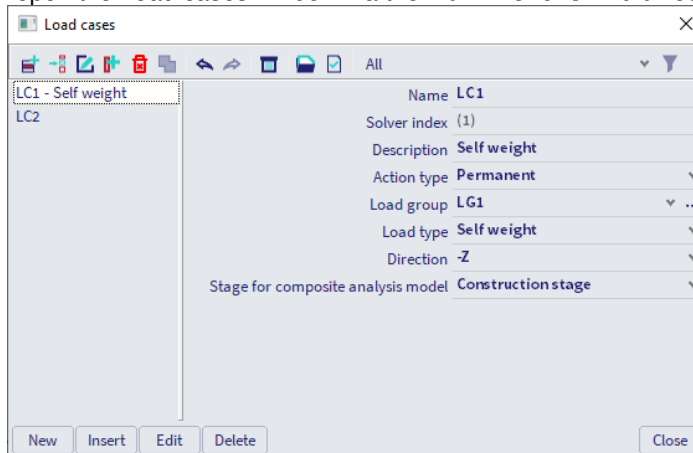 Load cases
All
LC1 - Self weight
LC2
Name LC1
Solver index (1)
Description Self weight
Action type Permanent
Load group LG1
Load type Self weight
Direction -Z
Stage for composite analysis model Construction stage
New Insert Edit Delete Close